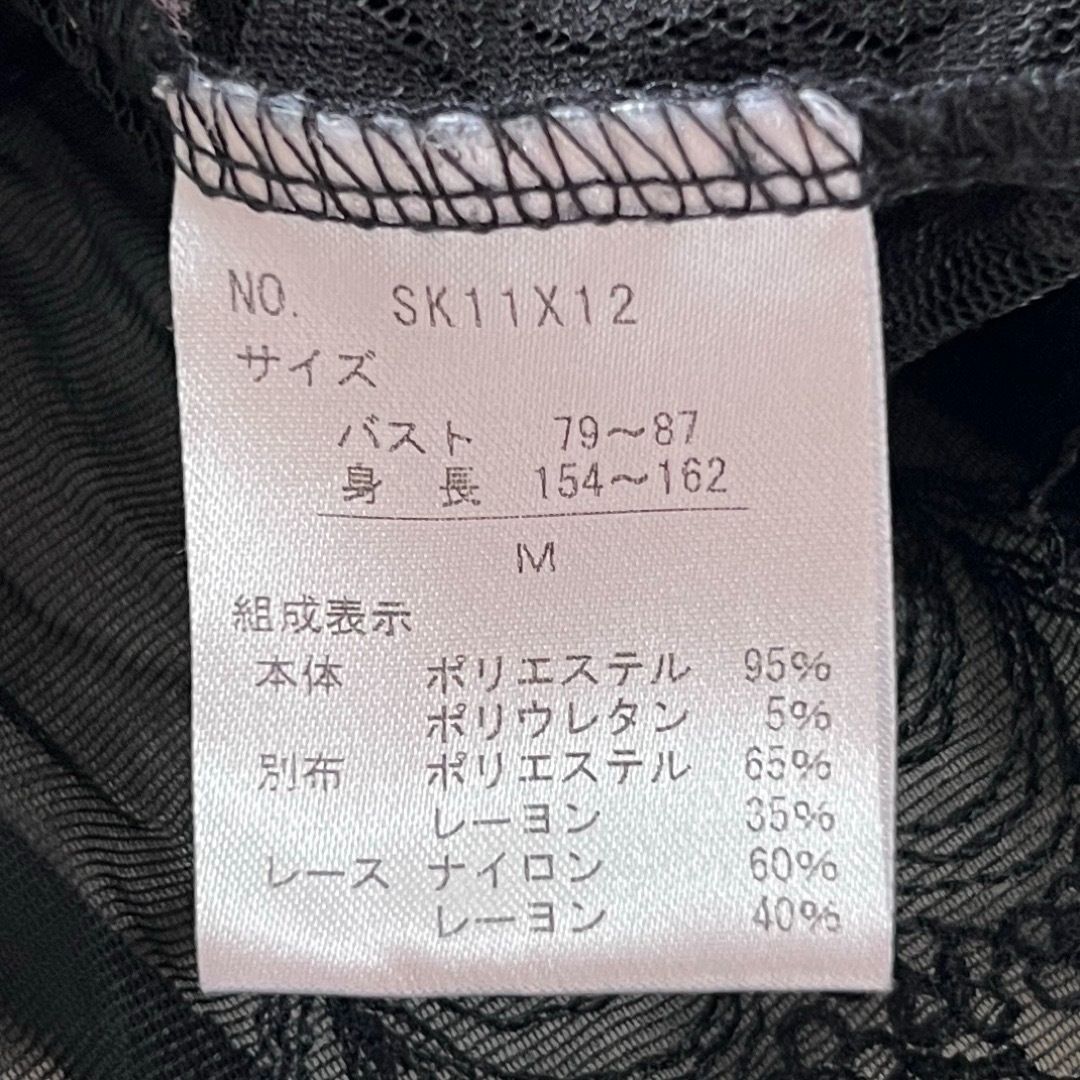 NO. SK11X12
サイズ
バスト 79〜87
身長 154〜162
M
組成表示
本体 ポリエステル 95%
ポリウレタン 5%
別布 ポリエステル 65%
レーヨン 35%
レース ナイロン 60%
レーヨン 40%